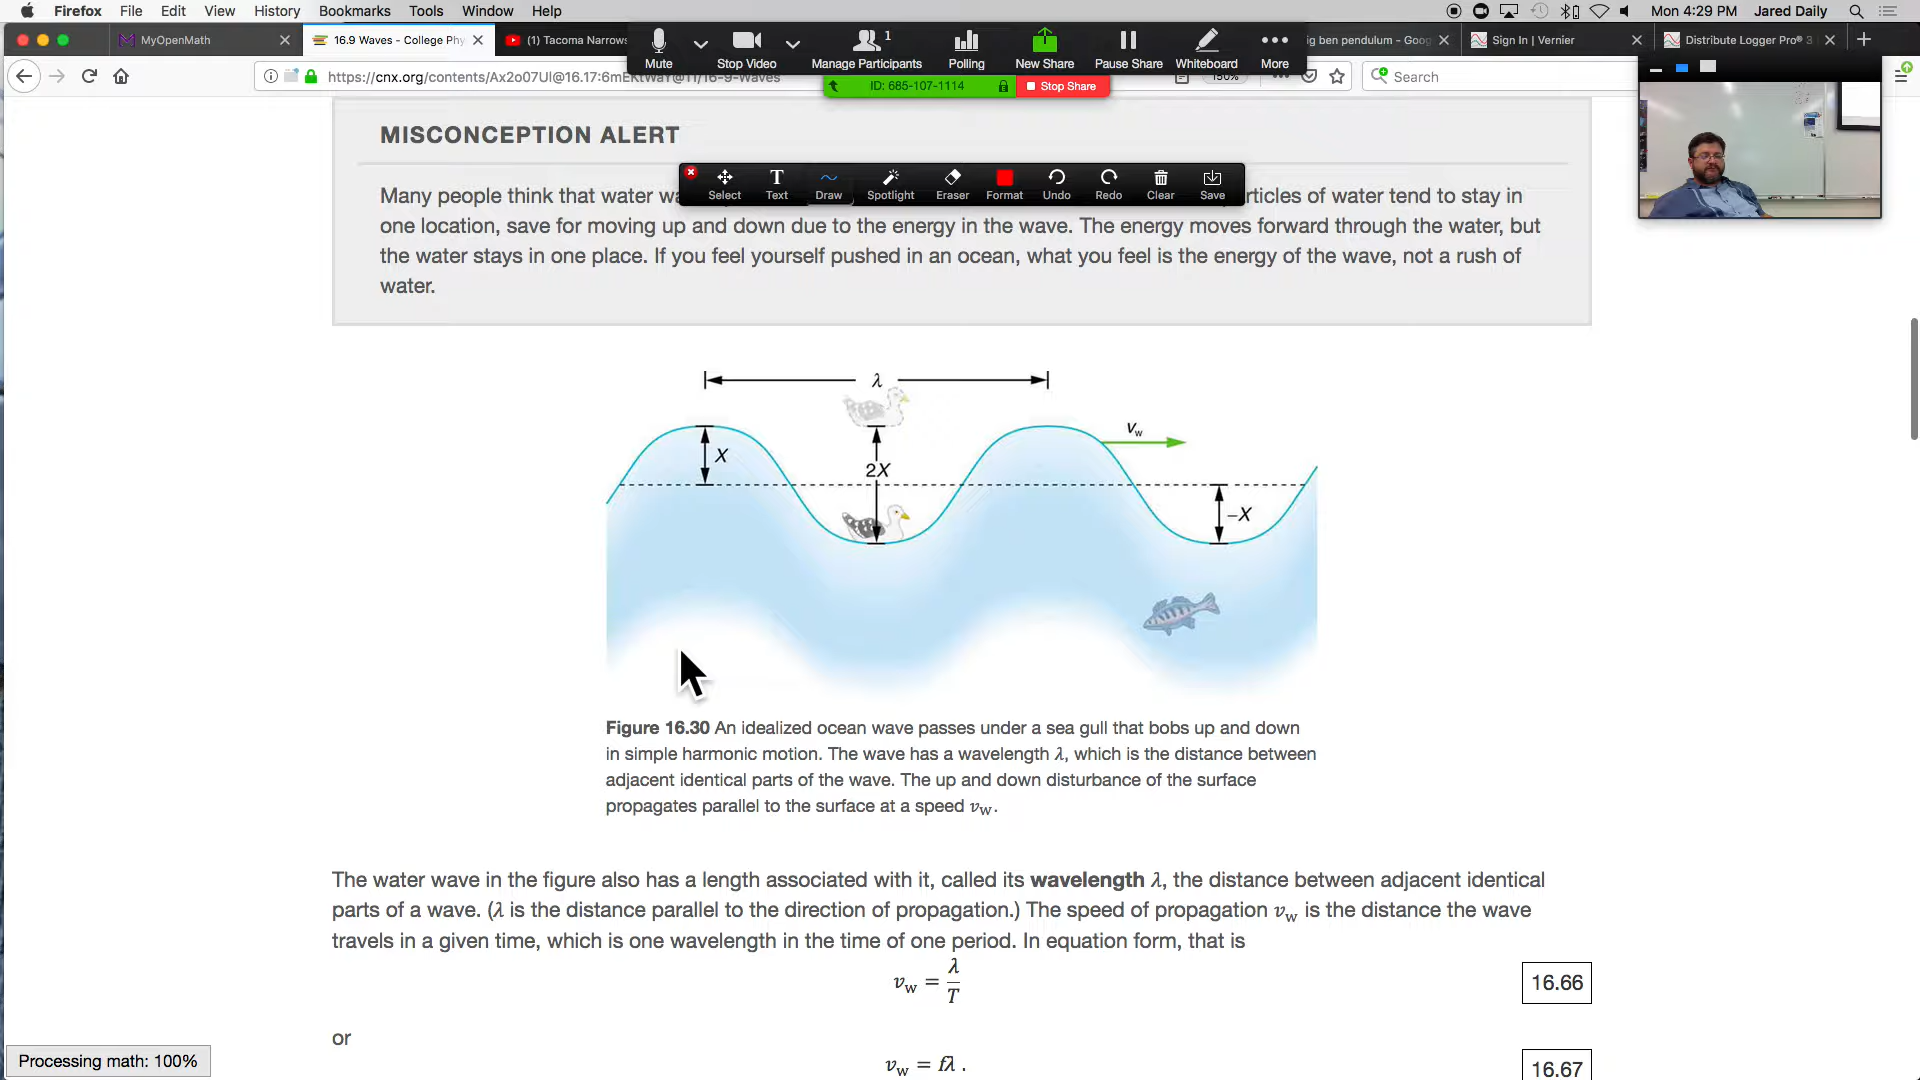 Firefox File Edit View History Bookmarks Tools Window Help Mon 4:29 PM Jared Daily
MyOpenMath
16.9 Waves - College Phy
(1) Tacoma Narrows
ig ben pendulum - Goog
Sign In | Vernier
Distribute Logger Pro® 3
Mute
Stop Video
1
Manage Participants
Polling
New Share
Pause Share
Whiteboard
More
https://cnx.org/contents/Ax2o07Ul@16.17:6mEKtWaY@11/16-9-Waves
150%
Search
ID: 685-107-1114
Stop Share
MISCONCEPTION ALERT
Select
T
Text
Draw
Spotlight
Eraser
Format
Undo
Redo
Clear
Save
Many people think that water wa
rticles of water tend to stay in
one location, save for moving up and down due to the energy in the wave. The energy moves forward through the water, but
the water stays in one place. If you feel yourself pushed in an ocean, what you feel is the energy of the wave, not a rush of
water.
λ
v_w
X
2X
–X
Figure 16.30 An idealized ocean wave passes under a sea gull that bobs up and down
in simple harmonic motion. The wave has a wavelength λ, which is the distance between
adjacent identical parts of the wave. The up and down disturbance of the surface
propagates parallel to the surface at a speed v_w.
The water wave in the figure also has a length associated with it, called its wavelength λ, the distance between adjacent identical
parts of a wave. (λ is the distance parallel to the direction of propagation.) The speed of propagation v_w is the distance the wave
travels in a given time, which is one wavelength in the time of one period. In equation form, that is
v_w = λ/T
16.66
or
Processing math: 100%
v_w = fλ .
16.67